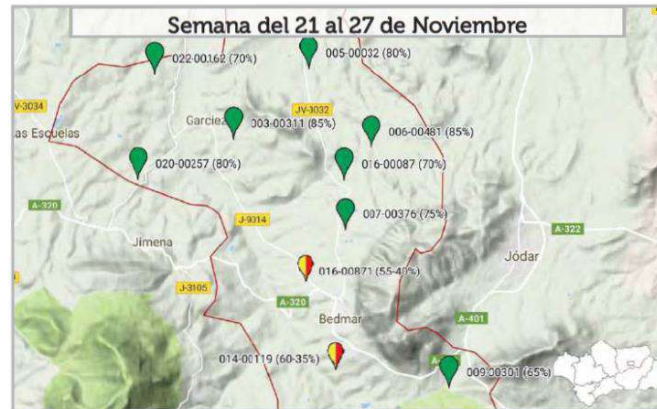 Semana del 21 al 27 de Noviembre
022-00162 (70%)
005-00032 (80%)
JV-3034
JV-3032
as Escuelas
Garciez
003-00311 (85%)
006-00481 (85%)
020-00257 (80%)
016-00087 (70%)
A-320
J-9014
007-00376 (75%)
A-322
Jimena
Jódar
016-00871 (55-40%)
J-3105
A-320
Bedmar
A-401
014-00119 (60-35%)
009-00301 (65%)